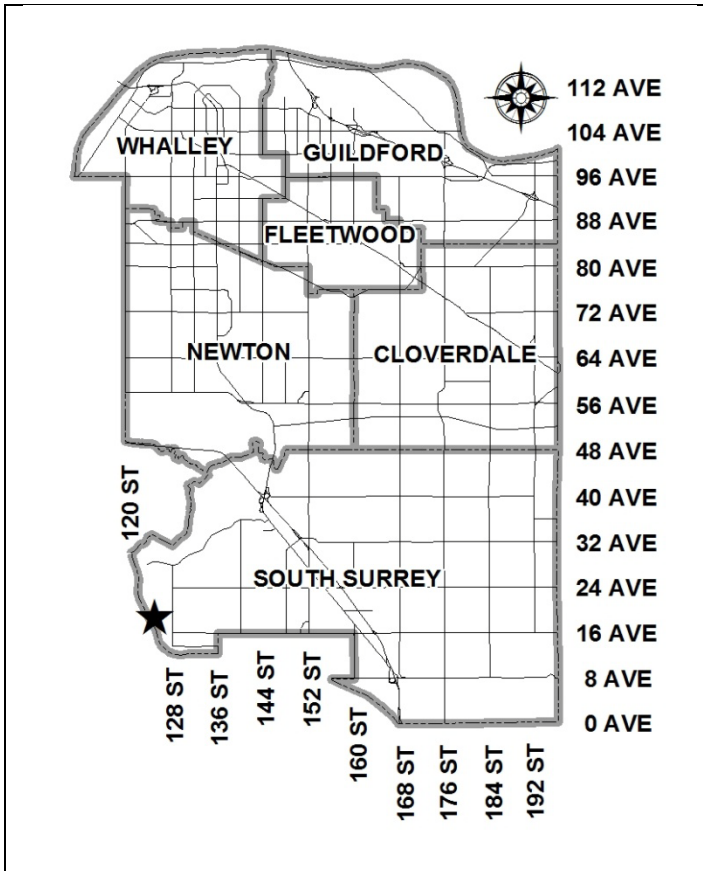 112 AVE
104 AVE
WHALLEY
GUILDFORD
96 AVE
88 AVE
FLEETWOOD
80 AVE
72 AVE
NEWTON
CLOVERDALE
64 AVE
56 AVE
48 AVE
120 ST
40 AVE
32 AVE
SOUTH SURREY
24 AVE
16 AVE
8 AVE
0 AVE
128 ST
136 ST
144 ST
152 ST
160 ST
168 ST
176 ST
184 ST
192 ST